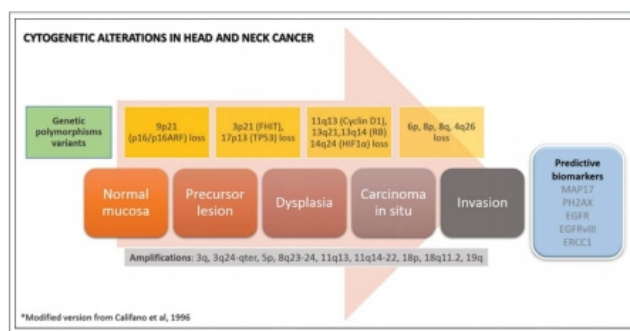 CYTOGENETIC ALTERATIONS IN HEAD AND NECK CANCER
Genetic
polymorphisms
variants
9p21
(p16/p16ARF) loss
3p21 (FHIT),
17p13 (TP53) loss
11q13 (Cyclin D1),
13q21,13q14 (RB)
14q24 (HIF1α) loss
6p, 8p, 8q, 4q26
loss
Normal
mucosa
Precursor
lesion
Dysplasia
Carcinoma
in situ
Invasion
Predictive
biomarkers
MAP17
PH2AX
EGFR
EGFRvIII
ERCC1
Amplifications: 3q, 3q24-qter, 5p, 8q23-24, 11q13, 11q14-22, 18p, 18q11.2, 19q
*Modified version from Califano et al, 1996